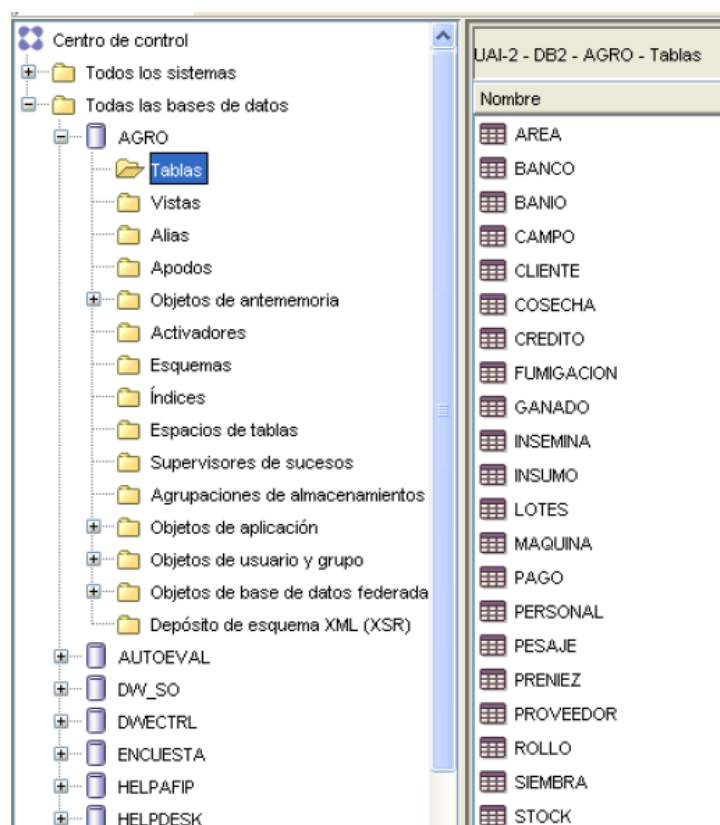 Centro de control
Todos los sistemas
Todas las bases de datos
AGRO
Tablas
Vistas
Alias
Apodos
Objetos de antememoria
Activadores
Esquemas
Índices
Espacios de tablas
Supervisores de sucesos
Agrupaciones de almacenamientos
Objetos de aplicación
Objetos de usuario y grupo
Objetos de base de datos federada
Depósito de esquema XML (XSR)
AUTOEVAL
DW_SO
DWECTRL
ENCUESTA
HELPAFIP
HELPDESK
UAI-2 - DB2 - AGRO - Tablas
Nombre
AREA
BANCO
BANIO
CAMPO
CLIENTE
COSECHA
CREDITO
FUMIGACION
GANADO
INSEMINA
INSUMO
LOTES
MAQUINA
PAGO
PERSONAL
PESAJE
PRENIEZ
PROVEEDOR
ROLLO
SIEMBRA
STOCK